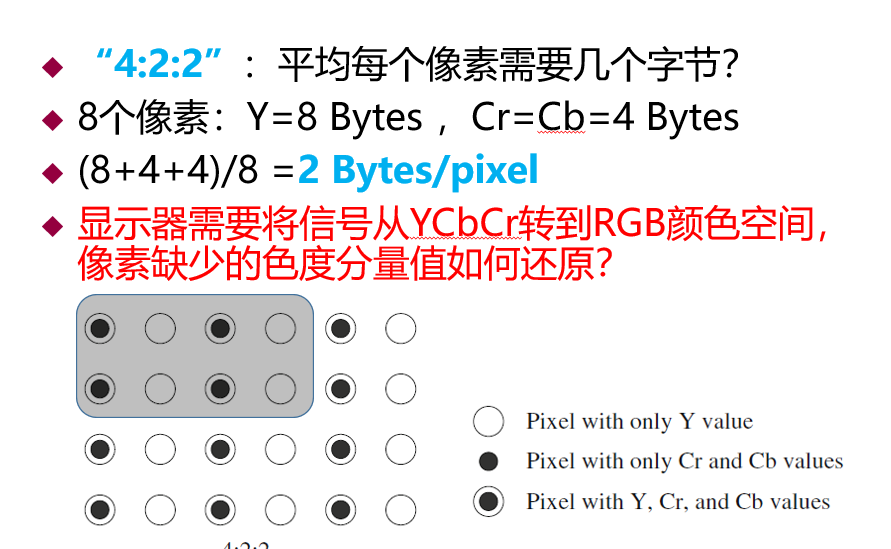 “4:2:2”：平均每个像素需要几个字节？
8个像素：Y=8 Bytes ，Cr=Cb=4 Bytes
(8+4+4)/8 =2 Bytes/pixel
显示器需要将信号从YCbCr转到RGB颜色空间，
像素缺少的色度分量值如何还原？
Pixel with only Y value
Pixel with only Cr and Cb values
Pixel with Y, Cr, and Cb values
4:2:2